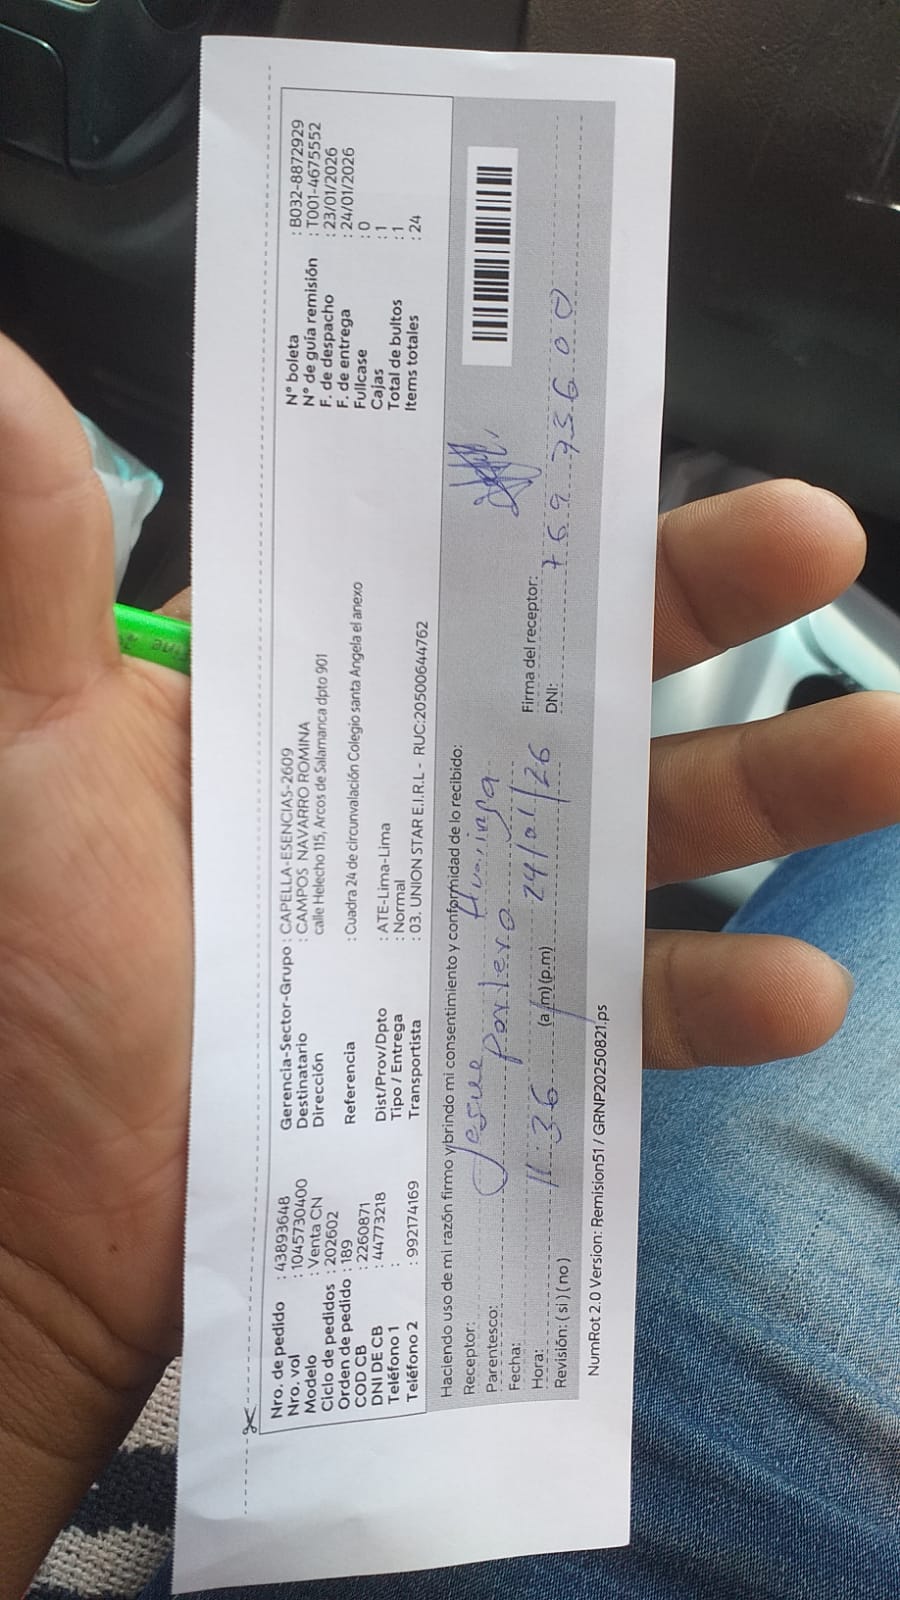 Nro. de pedido : 43893648
Nro. vol : 1045730400
Modelo : Venta CN
Ciclo de pedidos : 202602
Orden de pedido : 189
COD CB : 2260871
DNI DE CB : 44773218
Teléfono 1 :
Teléfono 2 : 992174169
Gerencia-Sector-Grupo : CAPELLA-ESENCIAS-2609
Destinatario : CAMPOS NAVARRO ROMINA
Dirección calle Helecho 115, Arcos de Salamanca dpto 901
Referencia : Cuadra 24 de circunvalación Colegio santa Angela el anexo
Dist/Prov/Dpto : ATE-Lima-Lima
Tipo / Entrega : Normal
Transportista : 03. UNION STAR E.I.R.L - RUC:20500644762
N° boleta : B032-8872929
N° de guía remisión : T001-4675552
F. de despacho : 23/01/2026
F. de entrega : 24/01/2026
Fullcase : 0
Cajas : 1
Total de bultos : 1
Items totales : 24
Haciendo uso de mi razón firmo y brindo mi consentimiento y conformidad de lo recibido:
Receptor: Josue
Parentesco: Portero
Fecha: 24/01/26
Hora: 11:36 (a.m) (p.m)
Revisión: ( si ) ( no )
Firma del receptor:
DNI:
NumRot 2.0 Version: Remision51 / GRNP20250821.ps